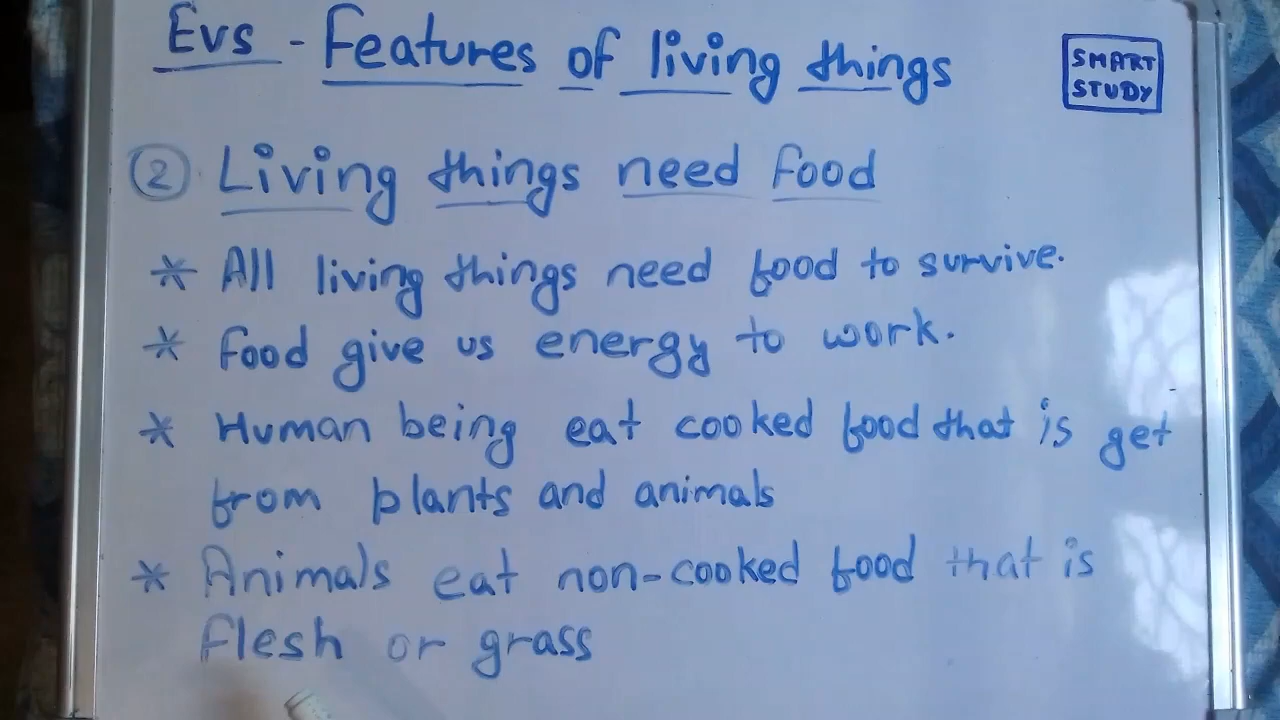 Evs - Features of living things
SMART
STUDY
2 Living things need food
* All living things need food to survive.
* Food give us energy to work.
* Human being eat cooked food that is get
from plants and animals
* Animals eat non-cooked food that is
flesh or grass